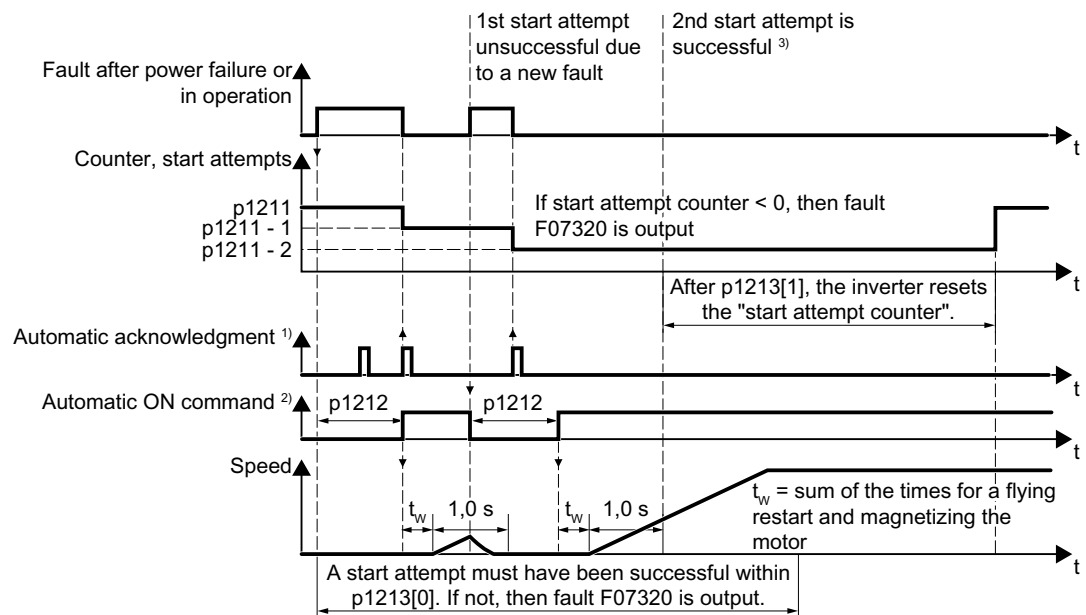 1st start attempt
unsuccessful due
to a new fault
2nd start attempt is
successful 3)
Fault after power failure or
in operation
t
Counter, start attempts
p1211
p1211 - 1
p1211 - 2
If start attempt counter < 0, then fault
F07320 is output
t
After p1213[1], the inverter resets
the "start attempt counter".
Automatic acknowledgment 1)
t
Automatic ON command 2)
p1212
p1212
t
Speed
tw
1,0 s
tw
1,0 s
tw = sum of the times for a flying
restart and magnetizing the
motor
t
A start attempt must have been successful within
p1213[0]. If not, then fault F07320 is output.